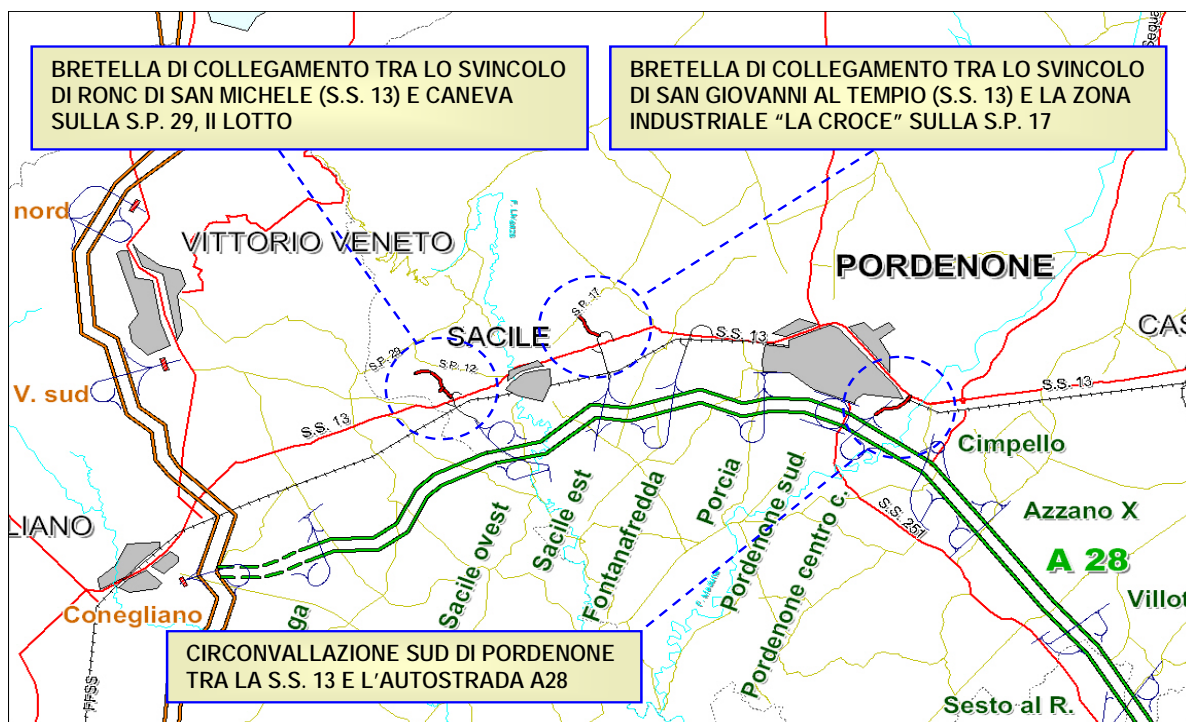 BRETELLA DI COLLEGAMENTO TRA LO SVINCOLO
DI RONC DI SAN MICHELE (S.S. 13) E CANEVA
SULLA S.P. 29, II LOTTO
BRETELLA DI COLLEGAMENTO TRA LO SVINCOLO
DI SAN GIOVANNI AL TEMPIO (S.S. 13) E LA ZONA
INDUSTRIALE “LA CROCE” SULLA S.P. 17
Sequa
nord
VITTORIO VENETO
PORDENONE
S.P. 17
SACILE
CAS
S.S. 13
S.P. 29
S.P. 12
V. sud
S.S. 13
S.S. 13
Cimpello
LIANO
Azzano X
S.S. 251
A 28
Conegliano
ga
Sacile ovest
Sacile est
Fontanafredda
Porcia
Pordenone sud
Pordenone centro c.
Villot
FFSS
CIRCONVALLAZIONE SUD DI PORDENONE
TRA LA S.S. 13 E L’AUTOSTRADA A28
Sesto al R.